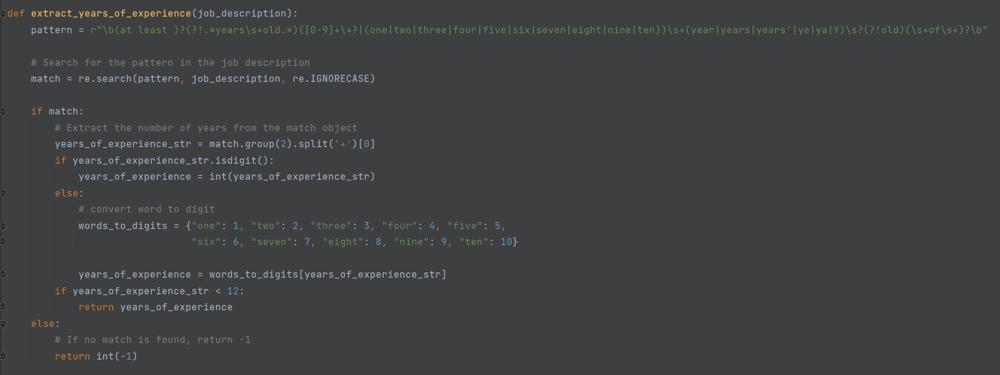 def extract_years_of_experience(job_description):
    pattern = r"\b(at least )?(?!.*years\s+old.*)([0-9]+\+?|(one|two|three|four|five|six|seven|eight|nine|ten))\s+(year|years|years'|ye|ya|Y)\s?(?!old)(\s+of\s+)?\b"
    # Search for the pattern in the job description
    match = re.search(pattern, job_description, re.IGNORECASE)
    if match:
        # Extract the number of years from the match object
        years_of_experience_str = match.group(2).split('+')[0]
        if years_of_experience_str.isdigit():
            years_of_experience = int(years_of_experience_str)
        else:
            # convert word to digit
            words_to_digits = {"one": 1, "two": 2, "three": 3, "four": 4, "five": 5,
                               "six": 6, "seven": 7, "eight": 8, "nine": 9, "ten": 10}
            years_of_experience = words_to_digits[years_of_experience_str]
        if years_of_experience_str < 12:
            return years_of_experience
    else:
        # If no match is found, return -1
        return int(-1)